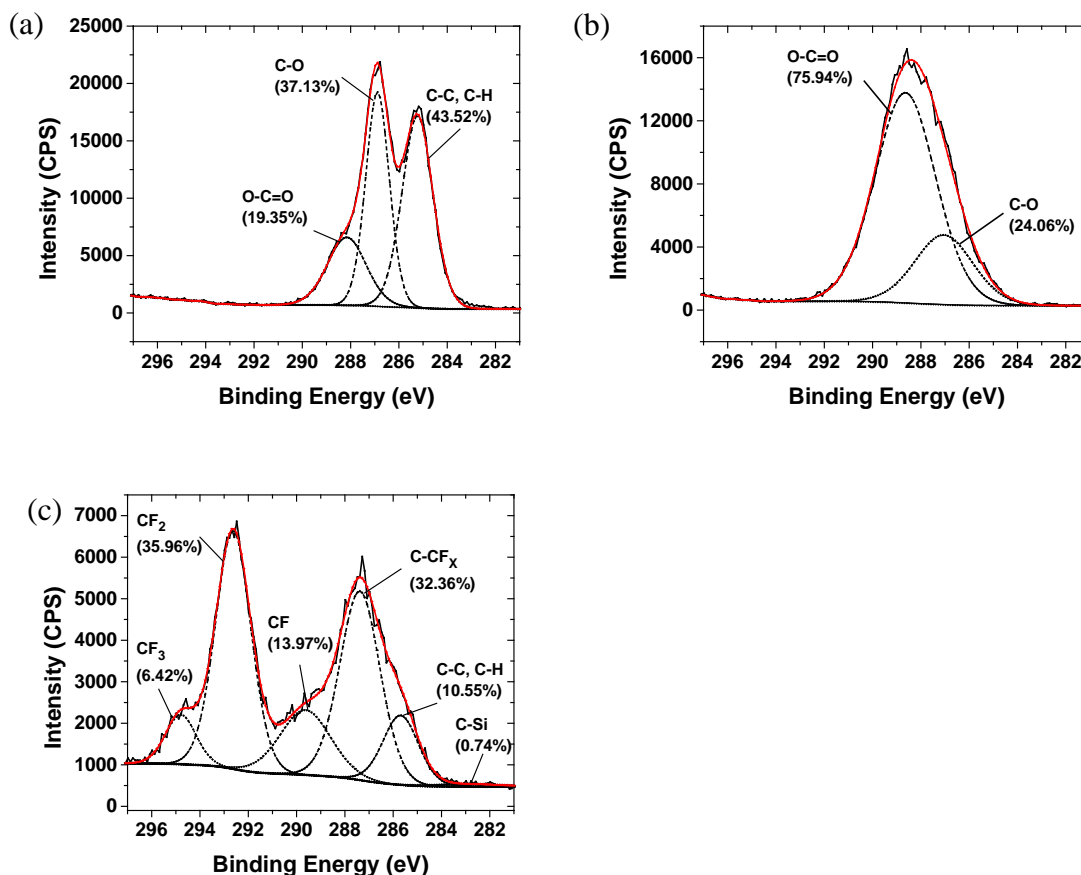 (a)
25000
20000
15000
10000
5000
0
Intensity (CPS)
C-O
(37.13%)
C-C, C-H
(43.52%)
O-C=O
(19.35%)
296 294 292 290 288 286 284 282
Binding Energy (eV)
(b)
16000
12000
8000
4000
0
Intensity (CPS)
O-C=O
(75.94%)
C-O
(24.06%)
296 294 292 290 288 286 284 282
Binding Energy (eV)
(c)
7000
6000
5000
4000
3000
2000
1000
0
Intensity (CPS)
CF2
(35.96%)
C-CFX
(32.36%)
CF
(13.97%)
CF3
(6.42%)
C-C, C-H
(10.55%)
C-Si
(0.74%)
296 294 292 290 288 286 284 282
Binding Energy (eV)